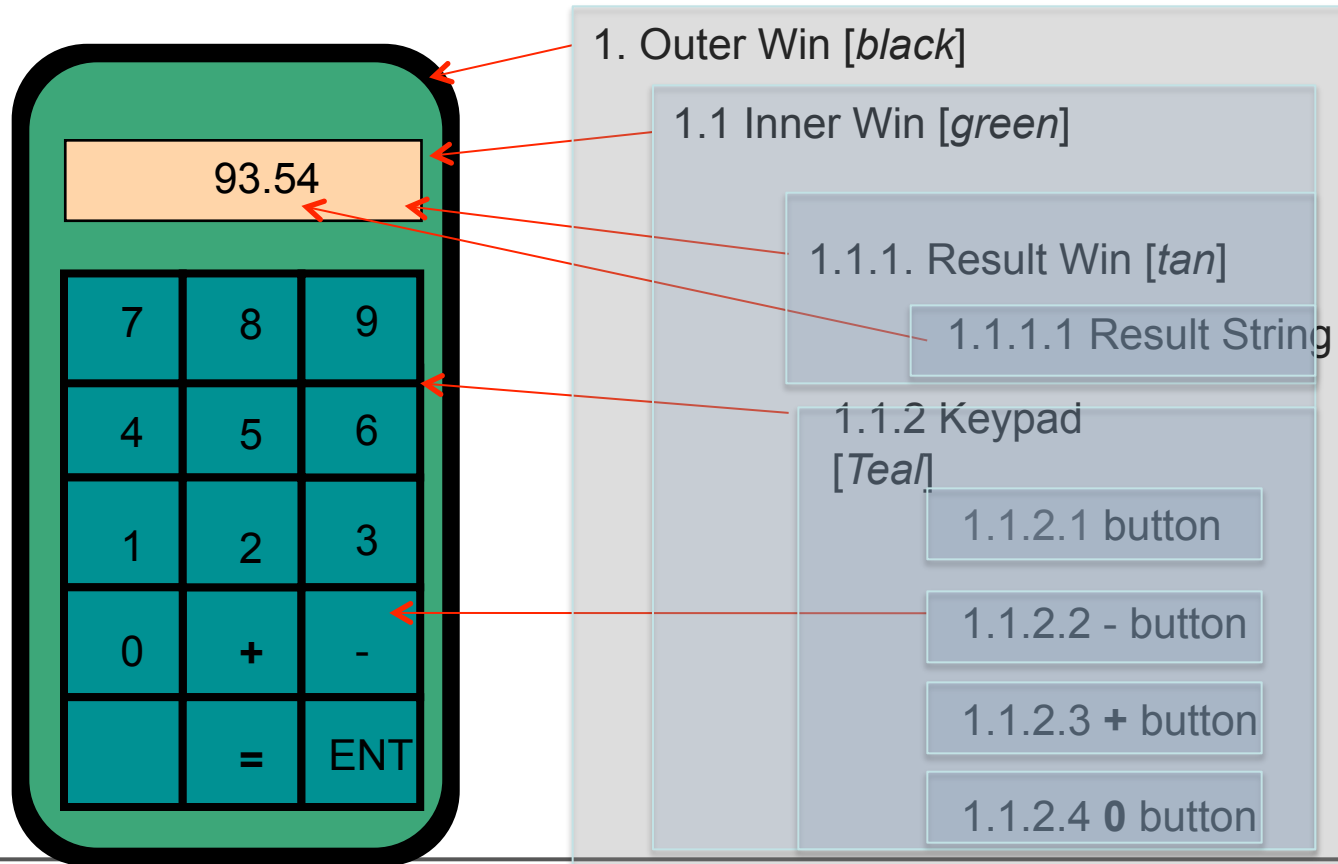 93.54
7 8 9
4 5 6
1 2 3
0 + -
= ENT
1. Outer Win [black]
1.1 Inner Win [green]
1.1.1. Result Win [tan]
1.1.1.1 Result String
1.1.2 Keypad
[Teal]
1.1.2.1 button
1.1.2.2 - button
1.1.2.3 + button
1.1.2.4 0 button